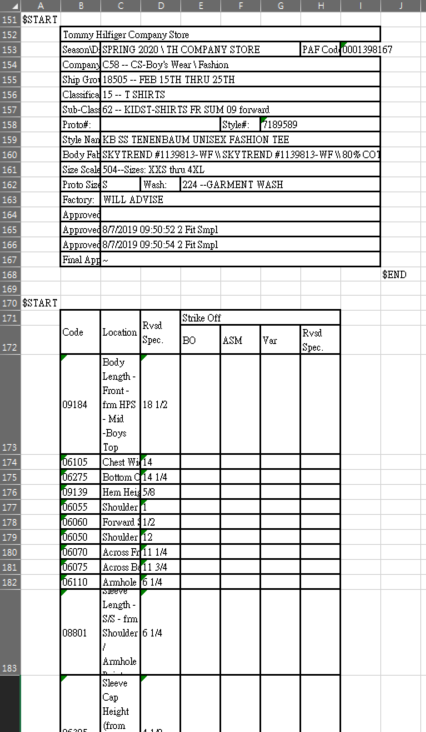 A B C D E F G H I J
151 $START
152 Tommy Hilfiger Company Store
153 Season\D SPRING 2020 \ TH COMPANY STORE PAF Cod 0001398167
154 Company C58 -- CS-Boy's Wear \ Fashion
155 Ship Grou 18505 -- FEB 15TH THRU 25TH
156 Classifica 15 -- T SHIRTS
157 Sub-Class 62 -- KIDST-SHIRTS FR SUM 09 forward
158 Proto#: Style#: 7189589
159 Style Nam KB SS TENENBAUM UNISEX FASHION TEE
160 Body Fab SKYTREND #1139813-WF \\ SKYTREND #1139813-WF \\ 80% COT
161 Size Scale 504--Sizes: XXS thru 4XL
162 Proto Size S Wash: 224 --GARMENT WASH
163 Factory: WILL ADVISE
164 Approved
165 Approved 8/7/2019 09:50:52 2 Fit Smpl
166 Approved 8/7/2019 09:50:54 2 Fit Smpl
167 Final App ~
168 $END
169
170 $START
171 Strike Off
172 Code Location Rvsd Spec. BO ASM Var Rvsd Spec.
Body
Length -
Front -
09184 frm HPS 18 1/2
- Mid
-Boys
173 Top
174 06105 Chest Wi 14
175 06275 Bottom O 14 1/4
176 09139 Hem Heig 5/8
177 06055 Shoulder 1
178 06060 Forward S 1/2
179 06050 Shoulder 12
180 06070 Across Fr 11 1/4
181 06075 Across B 11 3/4
182 06110 Armhole 6 1/4
Sleeve
Length -
S/S - frm
08801 Shoulder 6 1/4
/
Armhole
183
Sleeve
Cap
Height
(from